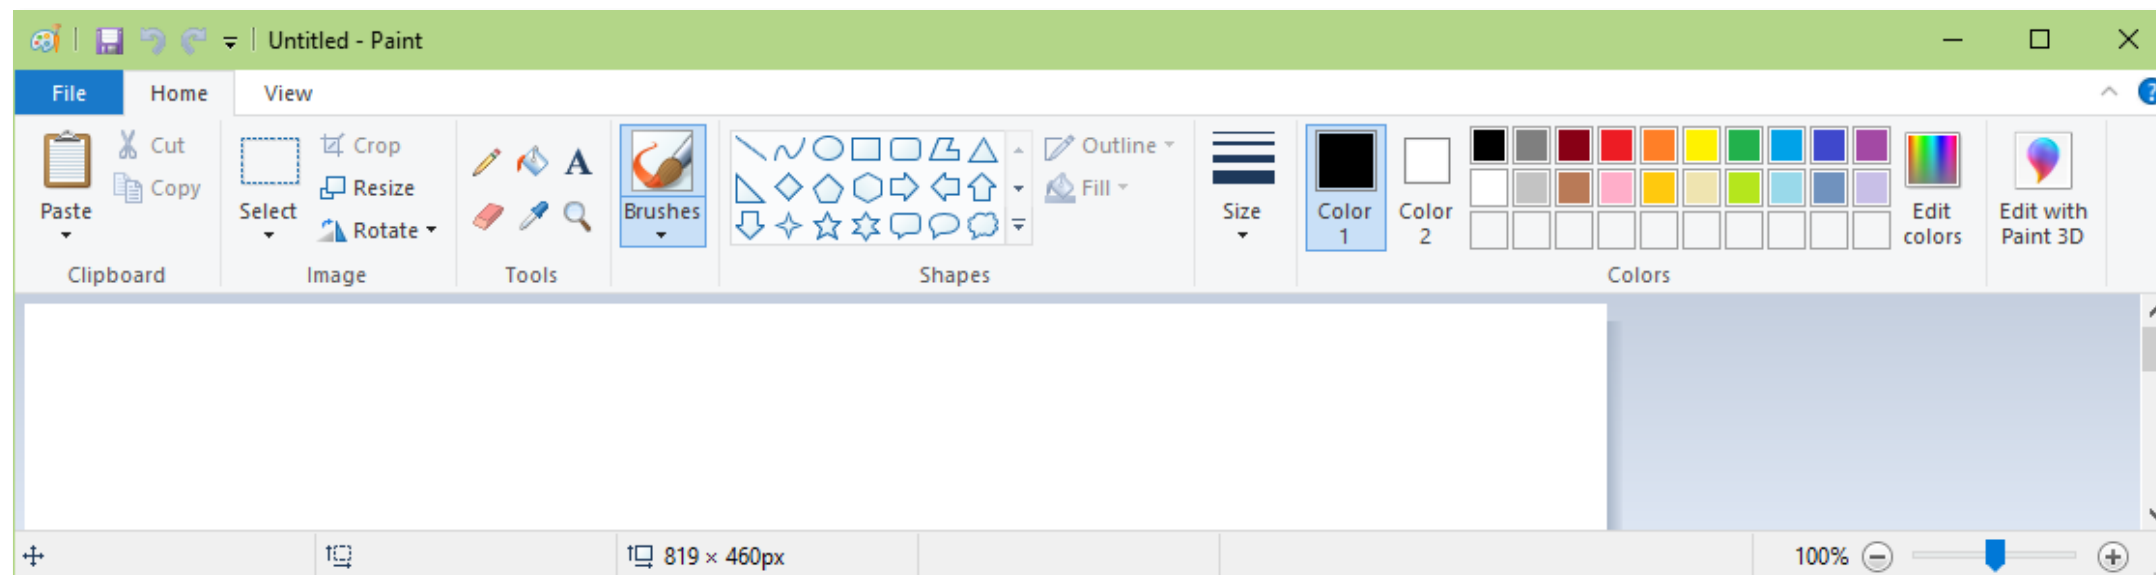 Untitled - Paint
File Home View
Cut
Copy
Paste
Clipboard
Crop
Resize
Rotate
Select
Image
A
Tools
Brushes
Outline
Fill
Shapes
Size
Color
1
Color
2
Edit
colors
Colors
Edit with
Paint 3D
819 × 460px
100%